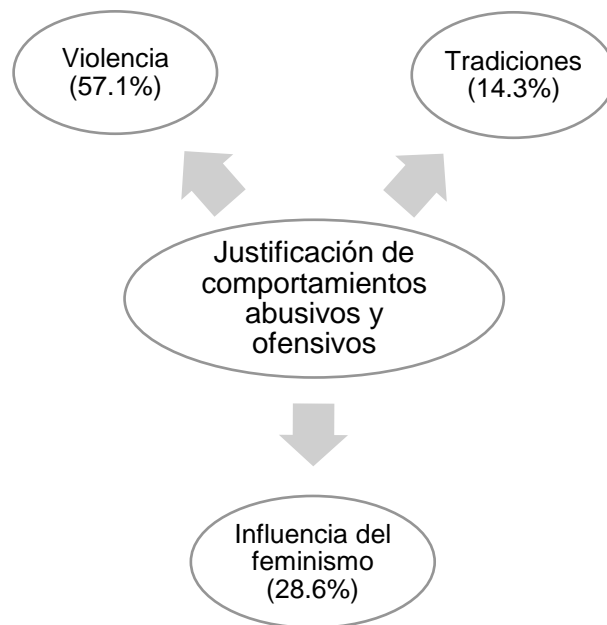 Violencia
(57.1%)
Tradiciones
(14.3%)
Justificación de
comportamientos
abusivos y
ofensivos
Influencia del
feminismo
(28.6%)